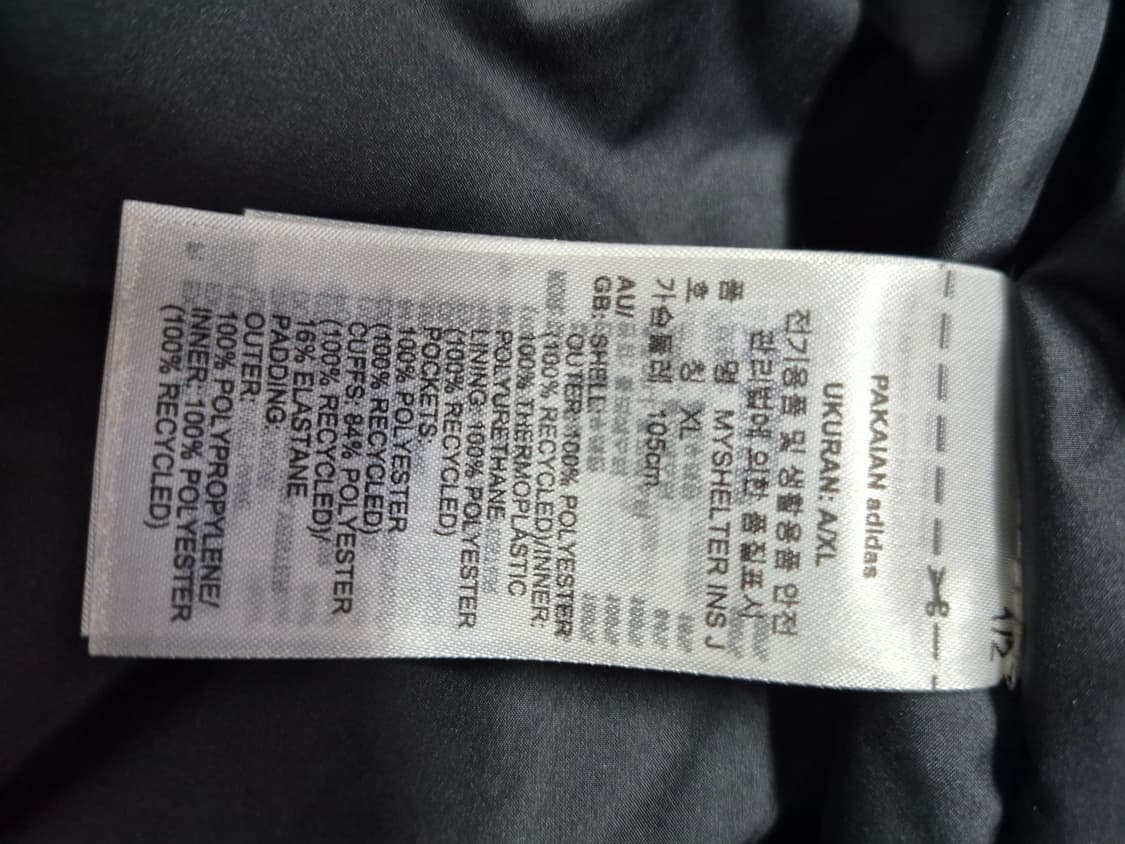 1/2
PAKAIAN adidas
UKURAN: A/XL
전기용품 및 생활용품 안전
관리법에 의한 품질표시
품 명 MYSHELTER INS J
호 칭 XL
가슴둘레 105cm
AU/
GB: SHELL:
OUTER: 100% POLYESTER
(100% RECYCLED)/INNER:
100% THERMOPLASTIC
POLYURETHANE
LINING: 100% POLYESTER
(100% RECYCLED)
POCKETS:
100% POLYESTER
(100% RECYCLED)
CUFFS: 84% POLYESTER
(100% RECYCLED)/
16% ELASTANE
PADDING:
OUTER:
100% POLYPROPYLENE/
INNER: 100% POLYESTER
(100% RECYCLED)